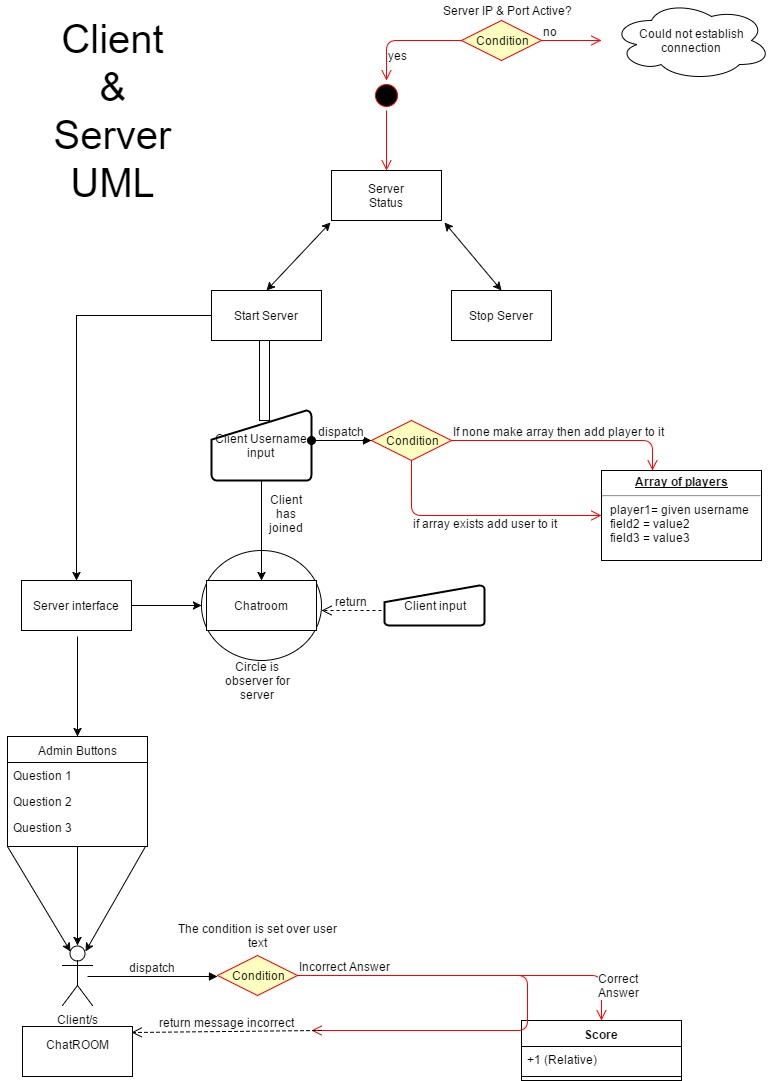 Client
&
Server
UML
Server IP & Port Active?
Condition
no
yes
Could not establish
connection
Server
Status
Start Server
Stop Server
Client Username
input
dispatch
Condition
If none make array then add player to it
if array exists add user to it
Array of players
player1= given username
field2 = value2
field3 = value3
Client
has
joined
Server interface
Chatroom
return
Client input
Circle is
observer for
server
Admin Buttons
Question 1
Question 2
Question 3
The condition is set over user
text
dispatch
Condition
Incorrect Answer
Correct
Answer
Client/s
ChatROOM
return message incorrect
Score
+1 (Relative)